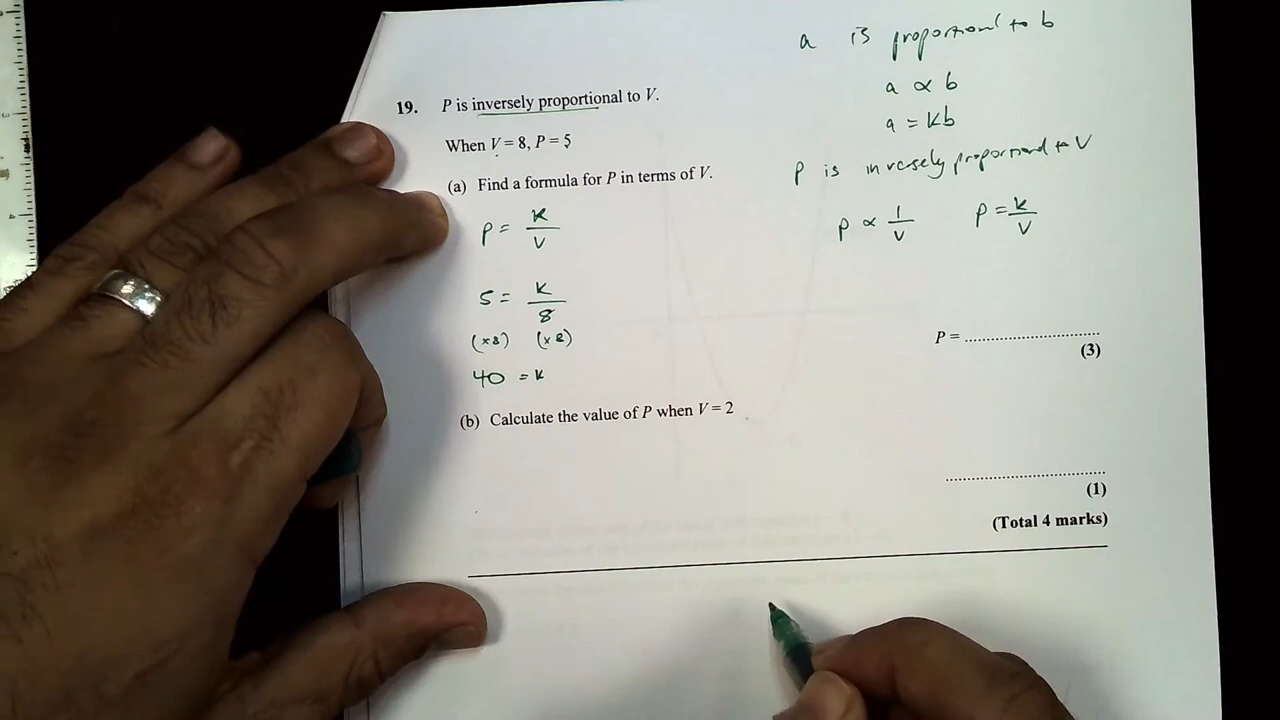 a is proportional to b
a ∝ b
a = kb
19. P is inversely proportional to V.
When V = 8, P = 5
(a) Find a formula for P in terms of V.
P is inversely proportional to V
P ∝ 1/V P = k/V
P = k/V
5 = k/8
(×8) (×8)
40 = k
P = ..............................
(3)
(b) Calculate the value of P when V = 2
...................................
(1)
(Total 4 marks)